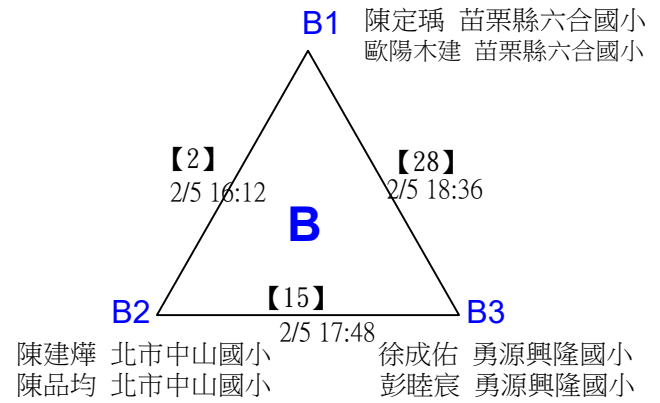 B1
陳定瑀 苗栗縣六合國小
歐陽木建 苗栗縣六合國小
【2】
2/5 16:12
【28】
2/5 18:36
B
【15】
2/5 17:48
B2
B3
陳建燁 北市中山國小
陳品均 北市中山國小
徐成佑 勇源興隆國小
彭睦宸 勇源興隆國小